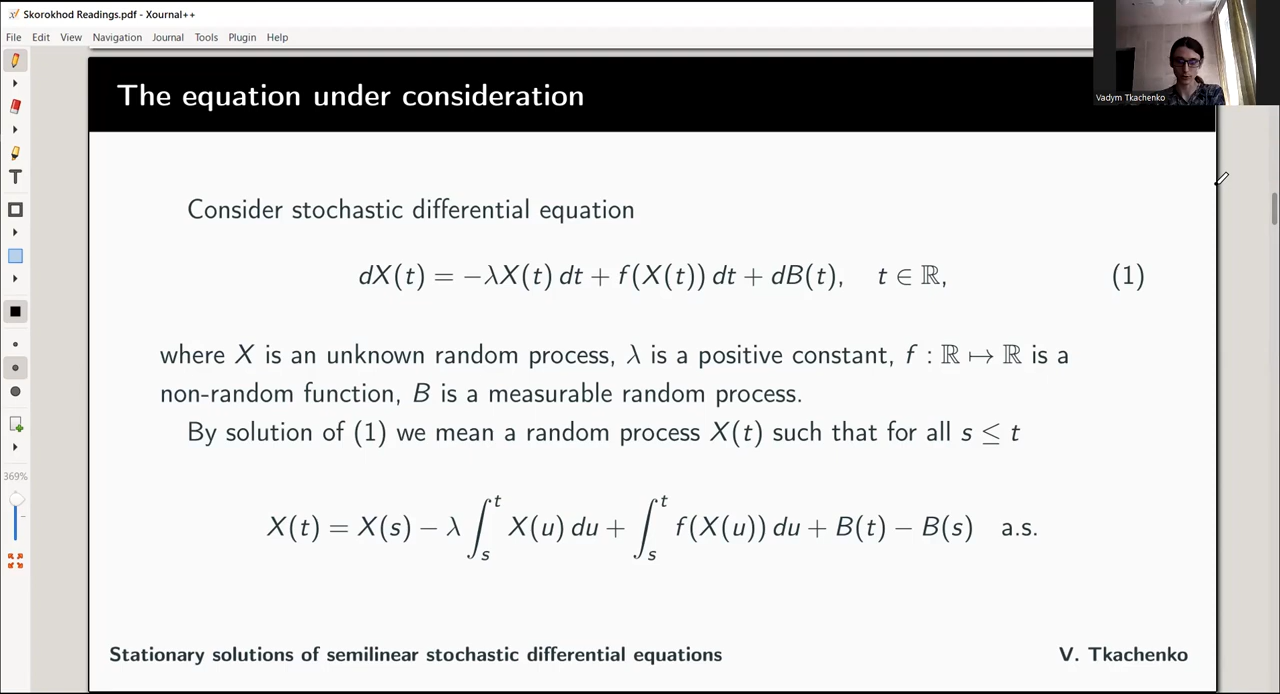 Skorokhod Readings.pdf - Xournal++
File Edit View Navigation Journal Tools Plugin Help
Vadym Tkachenko
The equation under consideration
Consider stochastic differential equation
dX(t) = −λX(t) dt + f(X(t)) dt + dB(t), t ∈ ℝ, (1)
where X is an unknown random process, λ is a positive constant, f : ℝ ↦ ℝ is a
non-random function, B is a measurable random process.
By solution of (1) we mean a random process X(t) such that for all s ≤ t
X(t) = X(s) − λ ∫_s^t X(u) du + ∫_s^t f(X(u)) du + B(t) − B(s) a.s.
369%
Stationary solutions of semilinear stochastic differential equations V. Tkachenko